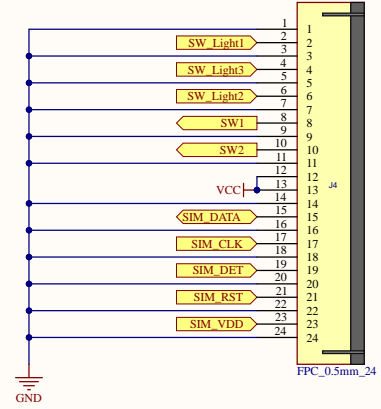 1 1
SW_Light1 2 2
3 3
SW_Light3 4 4
5 5
SW_Light2 6 6
7 7
SW1 8 8
9 9
SW2 10 10
11 11
12 12
VCC 13 13 J4
14 14
SIM_DATA 15 15
16 16
SIM_CLK 17 17
18 18
SIM_DET 19 19
20 20
SIM_RST 21 21
22 22
SIM_VDD 23 23
24 24
FPC_0.5mm_24
GND